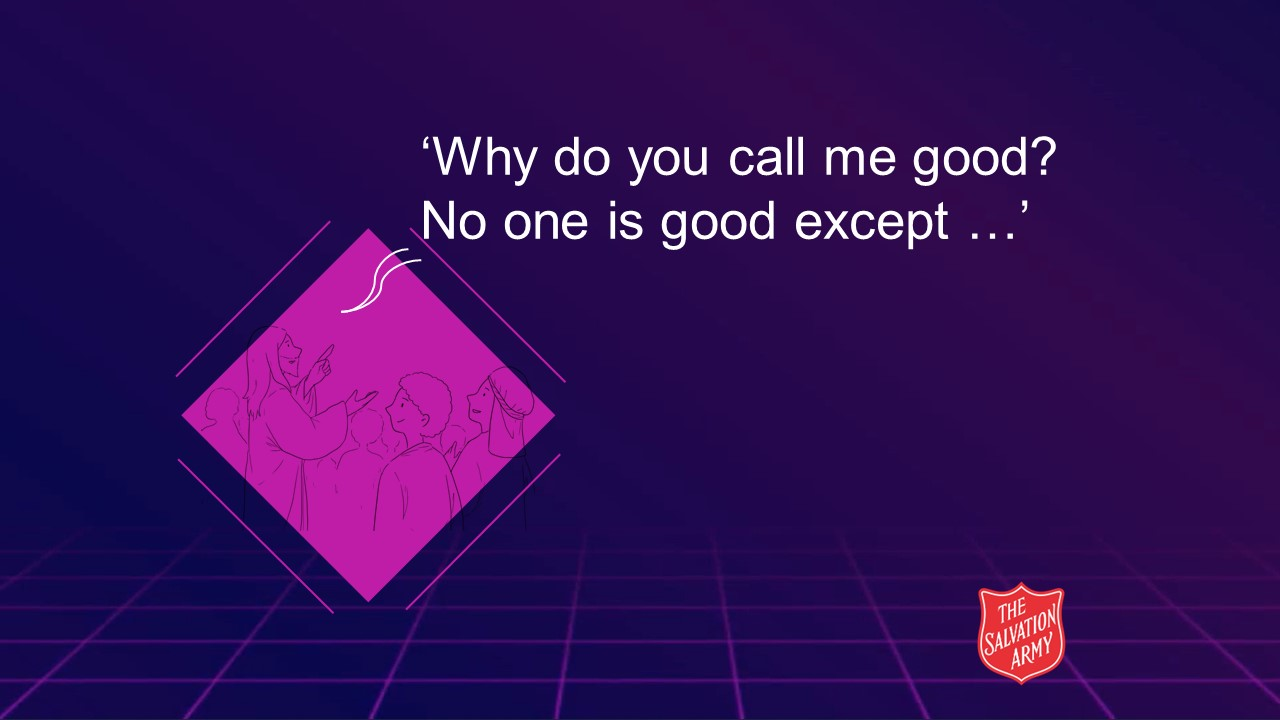 ‘Why do you call me good?
No one is good except …’
THE
SALVATION
ARMY